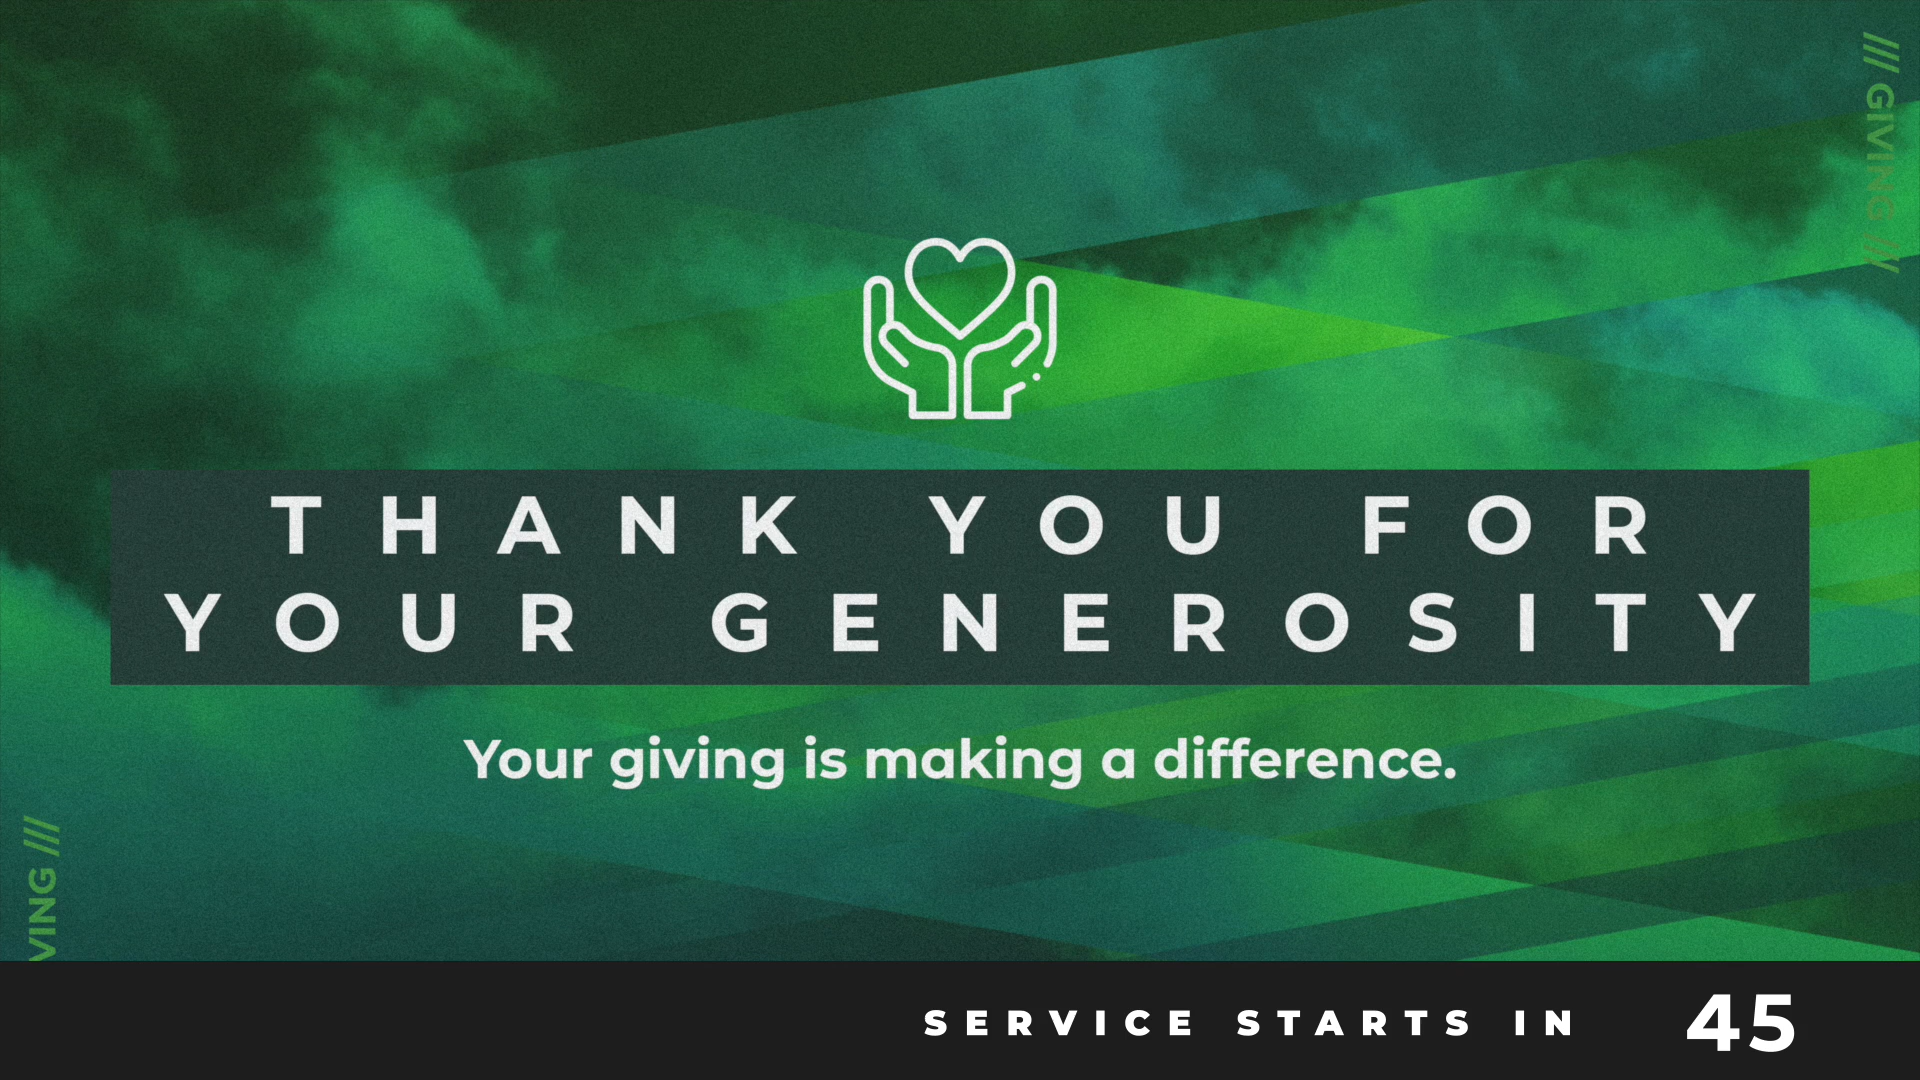 /// GIVING ///
THANK YOU FOR
YOUR GENEROSITY
Your giving is making a difference.
VING ///
SERVICE STARTS IN 45